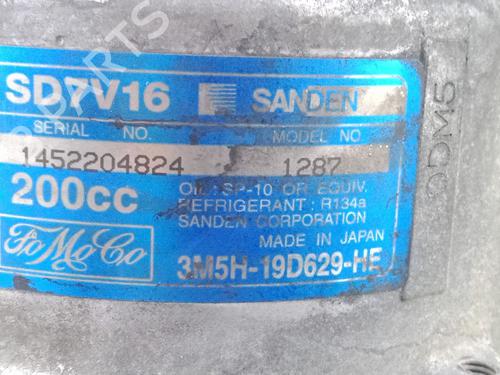 SD7V16 SANDEN
SERIAL NO. MODEL NO
1452204824 1287
200cc
OIL: SP-10 OR EQUIV.
REFRIGERANT: R134a
SANDEN CORPORATION
FoMoCo
MADE IN JAPAN
3M5H-19D629-HE
PARTS